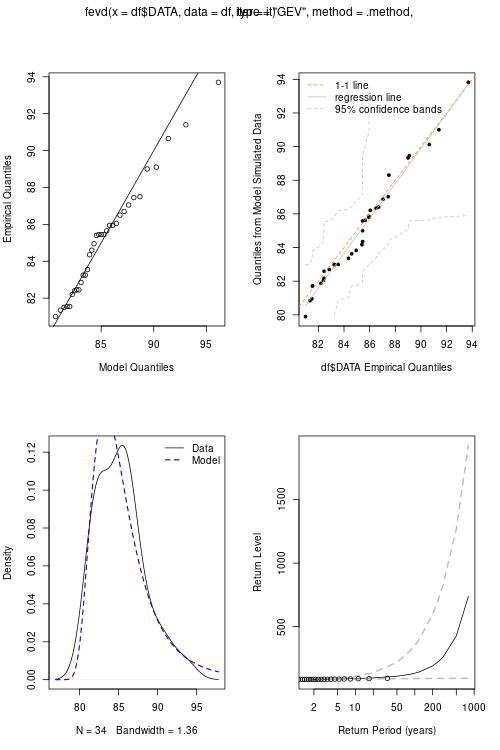 fevd(x = df$DATA, data = df, type = "GEV", method = .method,
Empirical Quantiles
82 84 86 88 90 92 94
85 90 95
Model Quantiles
Quantiles from Model Simulated Data
80 82 84 86 88 90 92 94
1-1 line
regression line
95% confidence bands
82 84 86 88 90 92 94
df$DATA Empirical Quantiles
Density
0.00 0.02 0.04 0.06 0.08 0.10 0.12
Data
Model
80 85 90 95
N = 34 Bandwidth = 1.36
Return Level
500 1000 1500
2 5 10 50 200 1000
Return Period (years)